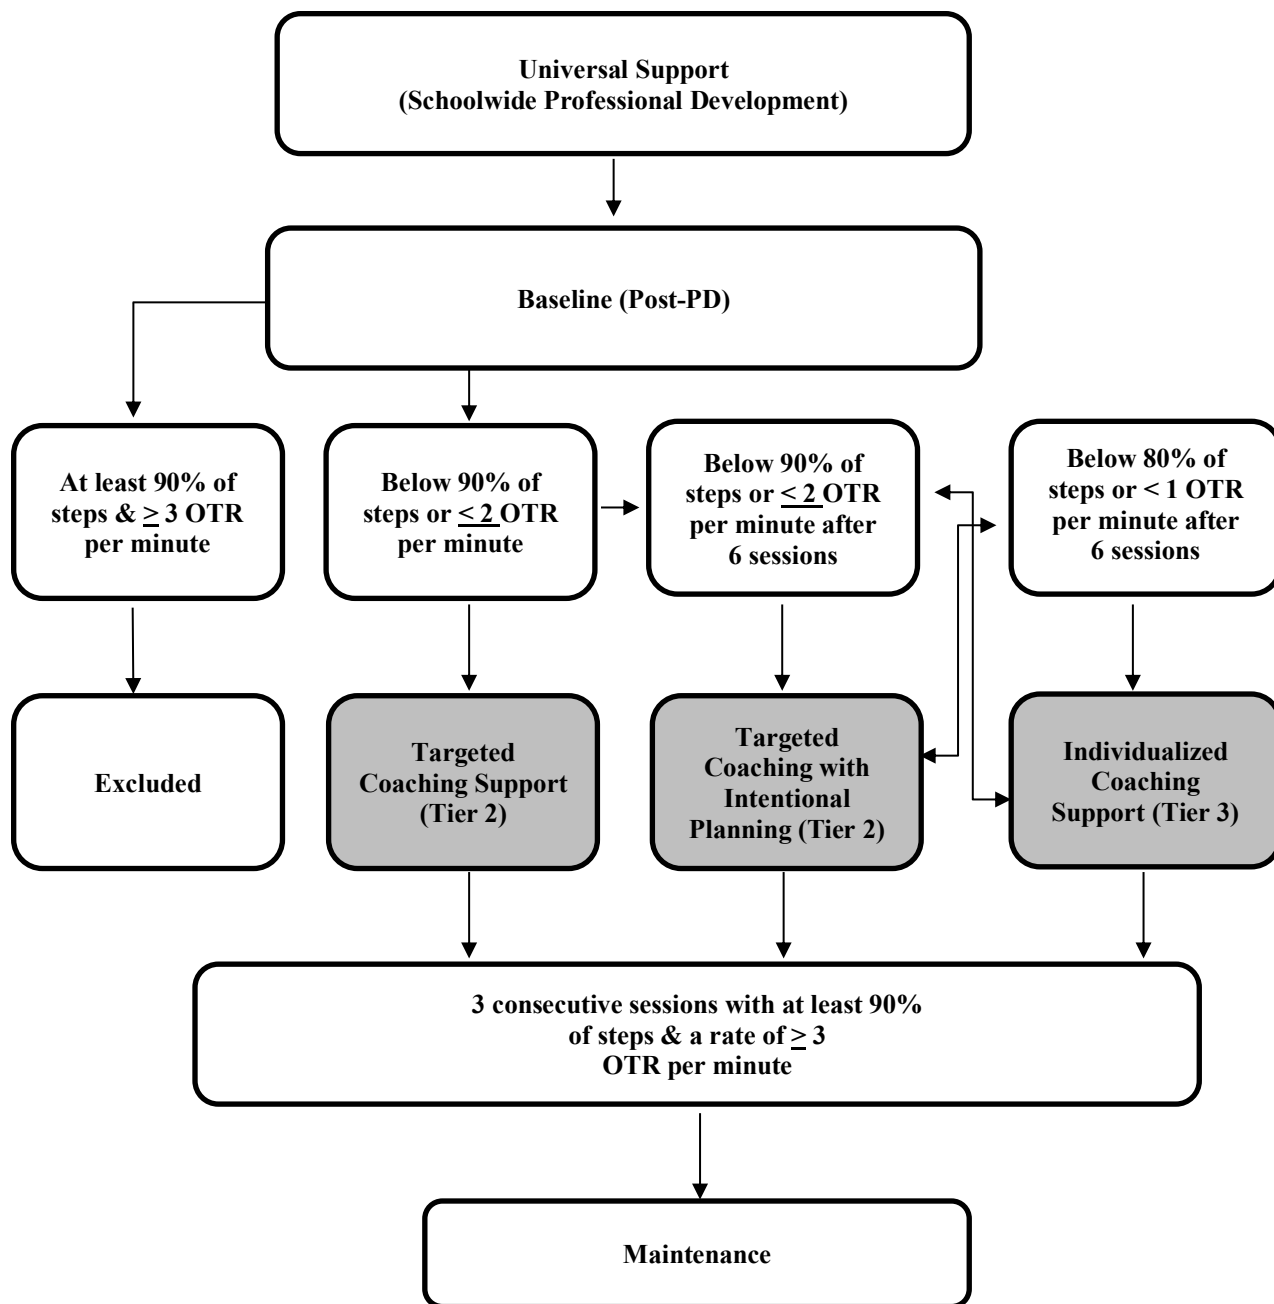 Universal Support
(Schoolwide Professional Development)
Baseline (Post-PD)
At least 90% of
steps & ≥ 3 OTR
per minute
Below 90% of
steps or < 2 OTR
per minute
Below 90% of
steps or < 2 OTR
per minute after
6 sessions
Below 80% of
steps or < 1 OTR
per minute after
6 sessions
Excluded
Targeted
Coaching Support
(Tier 2)
Targeted
Coaching with
Intentional
Planning (Tier 2)
Individualized
Coaching
Support (Tier 3)
3 consecutive sessions with at least 90%
of steps & a rate of ≥ 3
OTR per minute
Maintenance